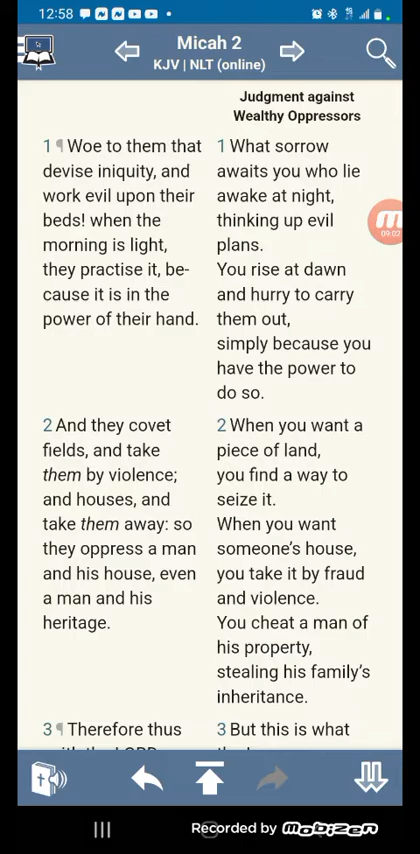 12:58
Micah 2
KJV | NLT (online)
Judgment against
Wealthy Oppressors
1 ¶ Woe to them that
devise iniquity, and
work evil upon their
beds! when the
morning is light,
they practise it, be-
cause it is in the
power of their hand.
1 What sorrow
awaits you who lie
awake at night,
thinking up evil
plans.
You rise at dawn
and hurry to carry
them out,
simply because you
have the power to
do so.
2 And they covet
fields, and take
them by violence;
and houses, and
take them away: so
they oppress a man
and his house, even
a man and his
heritage.
2 When you want a
piece of land,
you find a way to
seize it.
When you want
someone's house,
you take it by fraud
and violence.
You cheat a man of
his property,
stealing his family's
inheritance.
3 ¶ Therefore thus
3 But this is what
09:02
Recorded by mobizen